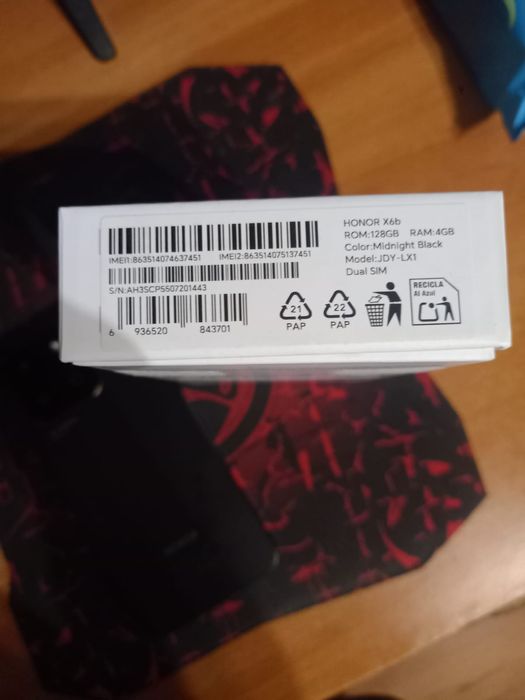 HONOR X6b
ROM:128GB RAM:4GB
Color:Midnight Black
Model:JDY-LX1
Dual SIM
IMEI1:863514074637451 IMEI2:863514075137451
S/N:AH3SCP5507201443
6 936520 843701
21
PAP
22
PAP
RECICLA
Al Azul